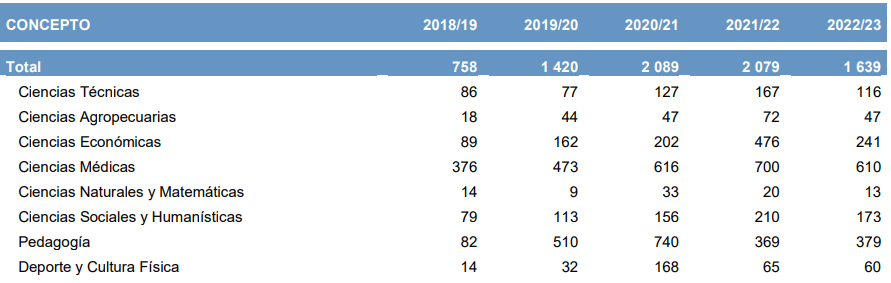 CONCEPTO 2018/19 2019/20 2020/21 2021/22 2022/23
Total 758 1 420 2 089 2 079 1 639
Ciencias Técnicas 86 77 127 167 116
Ciencias Agropecuarias 18 44 47 72 47
Ciencias Económicas 89 162 202 476 241
Ciencias Médicas 376 473 616 700 610
Ciencias Naturales y Matemáticas 14 9 33 20 13
Ciencias Sociales y Humanísticas 79 113 156 210 173
Pedagogía 82 510 740 369 379
Deporte y Cultura Física 14 32 168 65 60